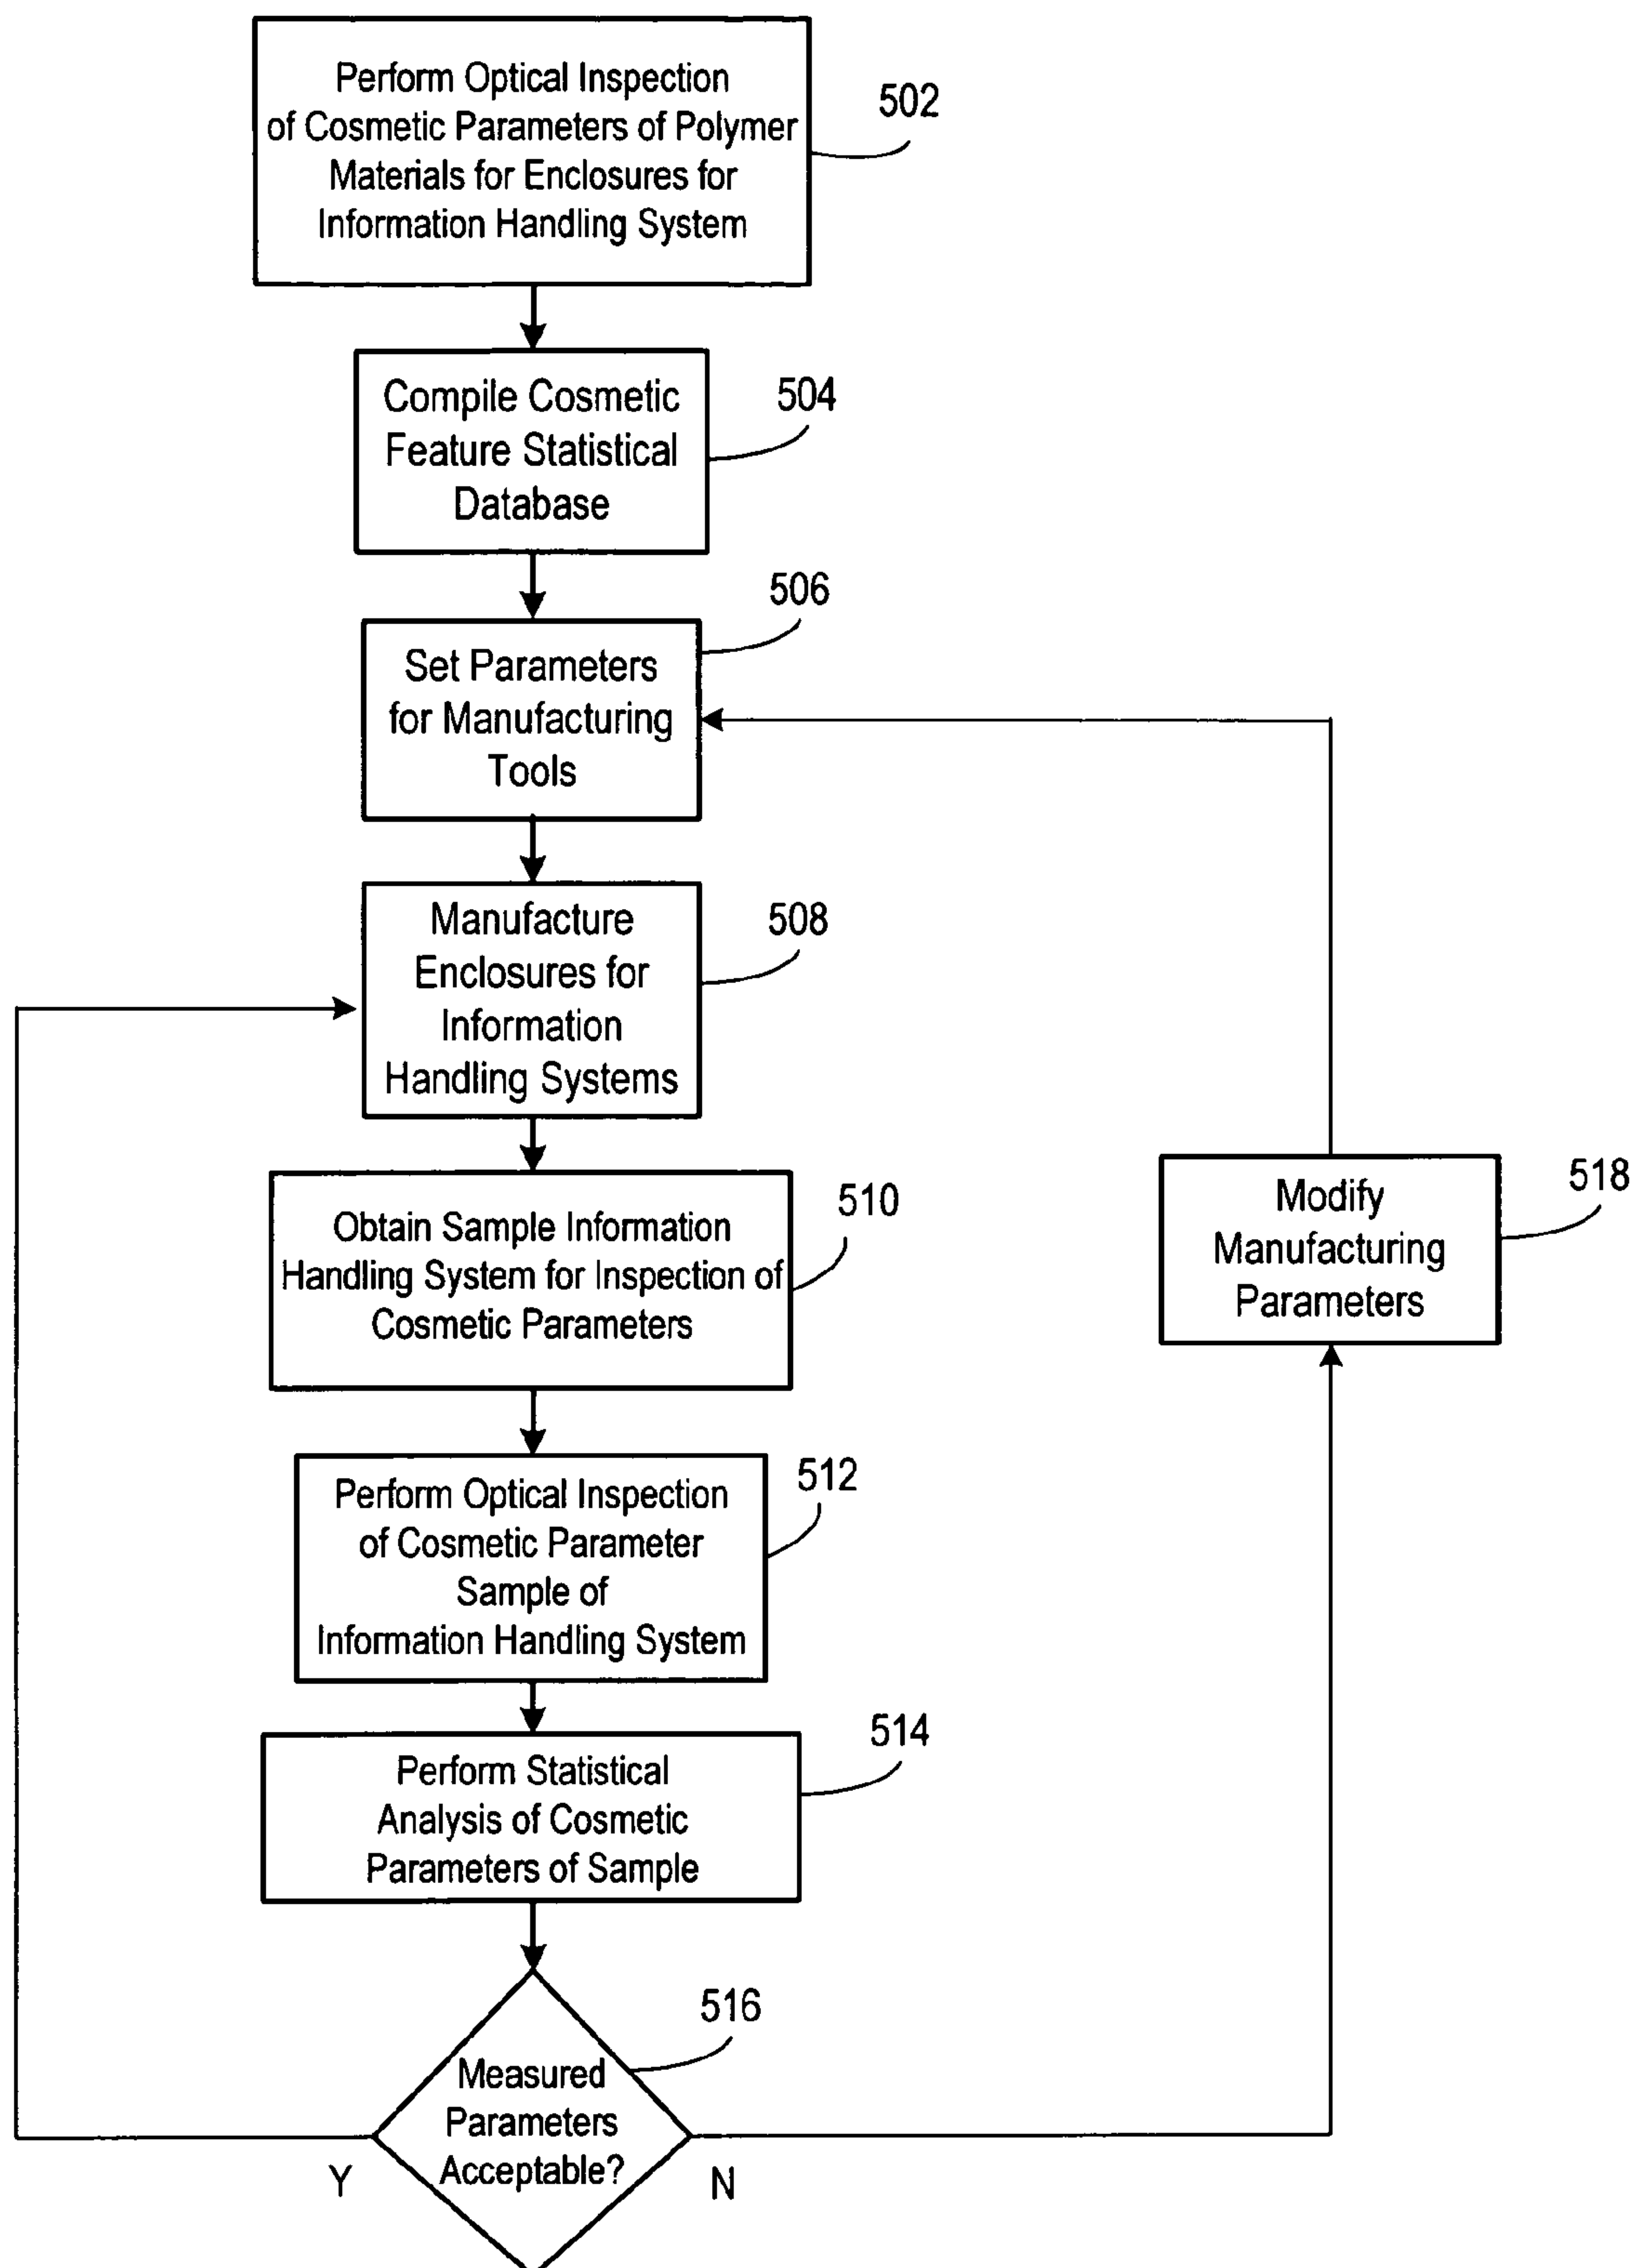 Perform Optical Inspection
of Cosmetic Parameters of Polymer
Materials for Enclosures for
Information Handling System
502
Compile Cosmetic
Feature Statistical
Database
504
Set Parameters
for Manufacturing
Tools
506
Manufacture
Enclosures for
Information
Handling Systems
508
Obtain Sample Information
Handling System for Inspection of
Cosmetic Parameters
510
Modify
Manufacturing
Parameters
518
Perform Optical Inspection
of Cosmetic Parameter
Sample of
Information Handling System
512
Perform Statistical
Analysis of Cosmetic
Parameters of Sample
514
Measured
Parameters
Acceptable?
516
Y
N